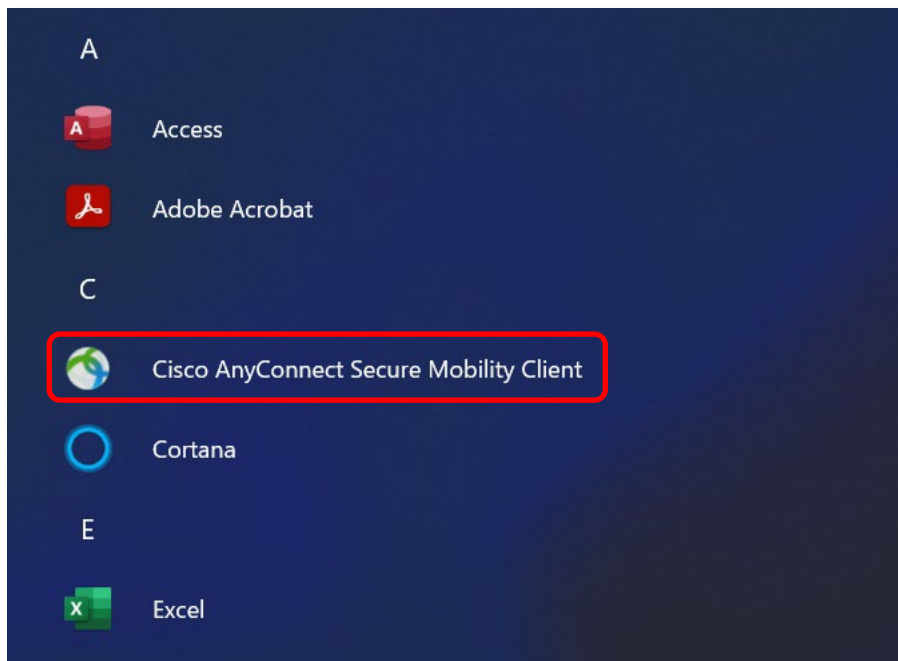 A
A
Access
Adobe Acrobat
C
Cisco AnyConnect Secure Mobility Client
Cortana
E
X
Excel